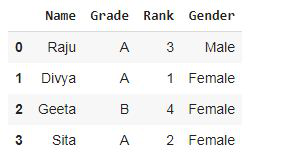 Name Grade Rank Gender
0 Raju A 3 Male
1 Divya A 1 Female
2 Geeta B 4 Female
3 Sita A 2 Female